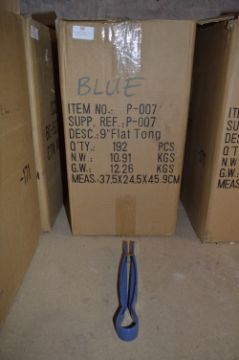 BLUE
ITEM NO.: P-007
SUPP. REF.: P-007
DESC.: 9" Flat Tong
Q'TY.: 192 PCS
N.W.: 10.91 KGS
G.W.: 12.26 KGS
MEAS.: 37.5X24.5X45.9CM
-171